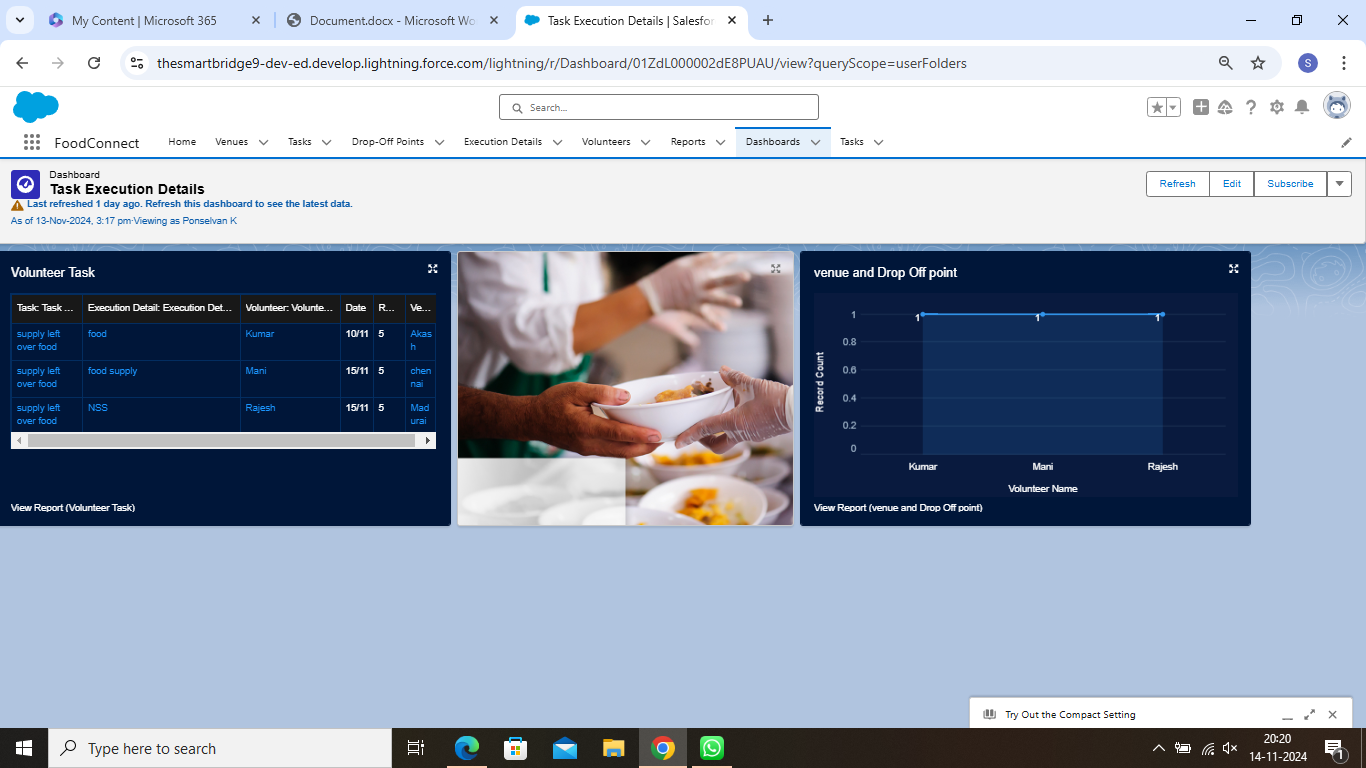 My Content | Microsoft 365
Document.docx - Microsoft Wo
Task Execution Details | Salesfor
thesmartbridge9-dev-ed.develop.lightning.force.com/lightning/r/Dashboard/01ZdL000002dE8PUAU/view?queryScope=userFolders
S
Search...
FoodConnect
Home
Venues
Tasks
Drop-Off Points
Execution Details
Volunteers
Reports
Dashboards
Tasks
Dashboard
Task Execution Details
Last refreshed 1 day ago. Refresh this dashboard to see the latest data.
As of 13-Nov-2024, 3:17 pm·Viewing as Ponselvan K
Refresh
Edit
Subscribe
Volunteer Task
Task: Task ... Execution Detail: Execution Det... Volunteer: Volunte... Date R... Ve...
supply left over food food Kumar 10/11 5 Akash
supply left over food food supply Mani 15/11 5 chennai
supply left over food NSS Rajesh 15/11 5 Madurai
View Report (Volunteer Task)
venue and Drop Off point
Record Count
1
0.8
0.6
0.4
0.2
0
1 1 1
Kumar Mani Rajesh
Volunteer Name
View Report (venue and Drop Off point)
Try Out the Compact Setting
Type here to search
20:20
14-11-2024
1